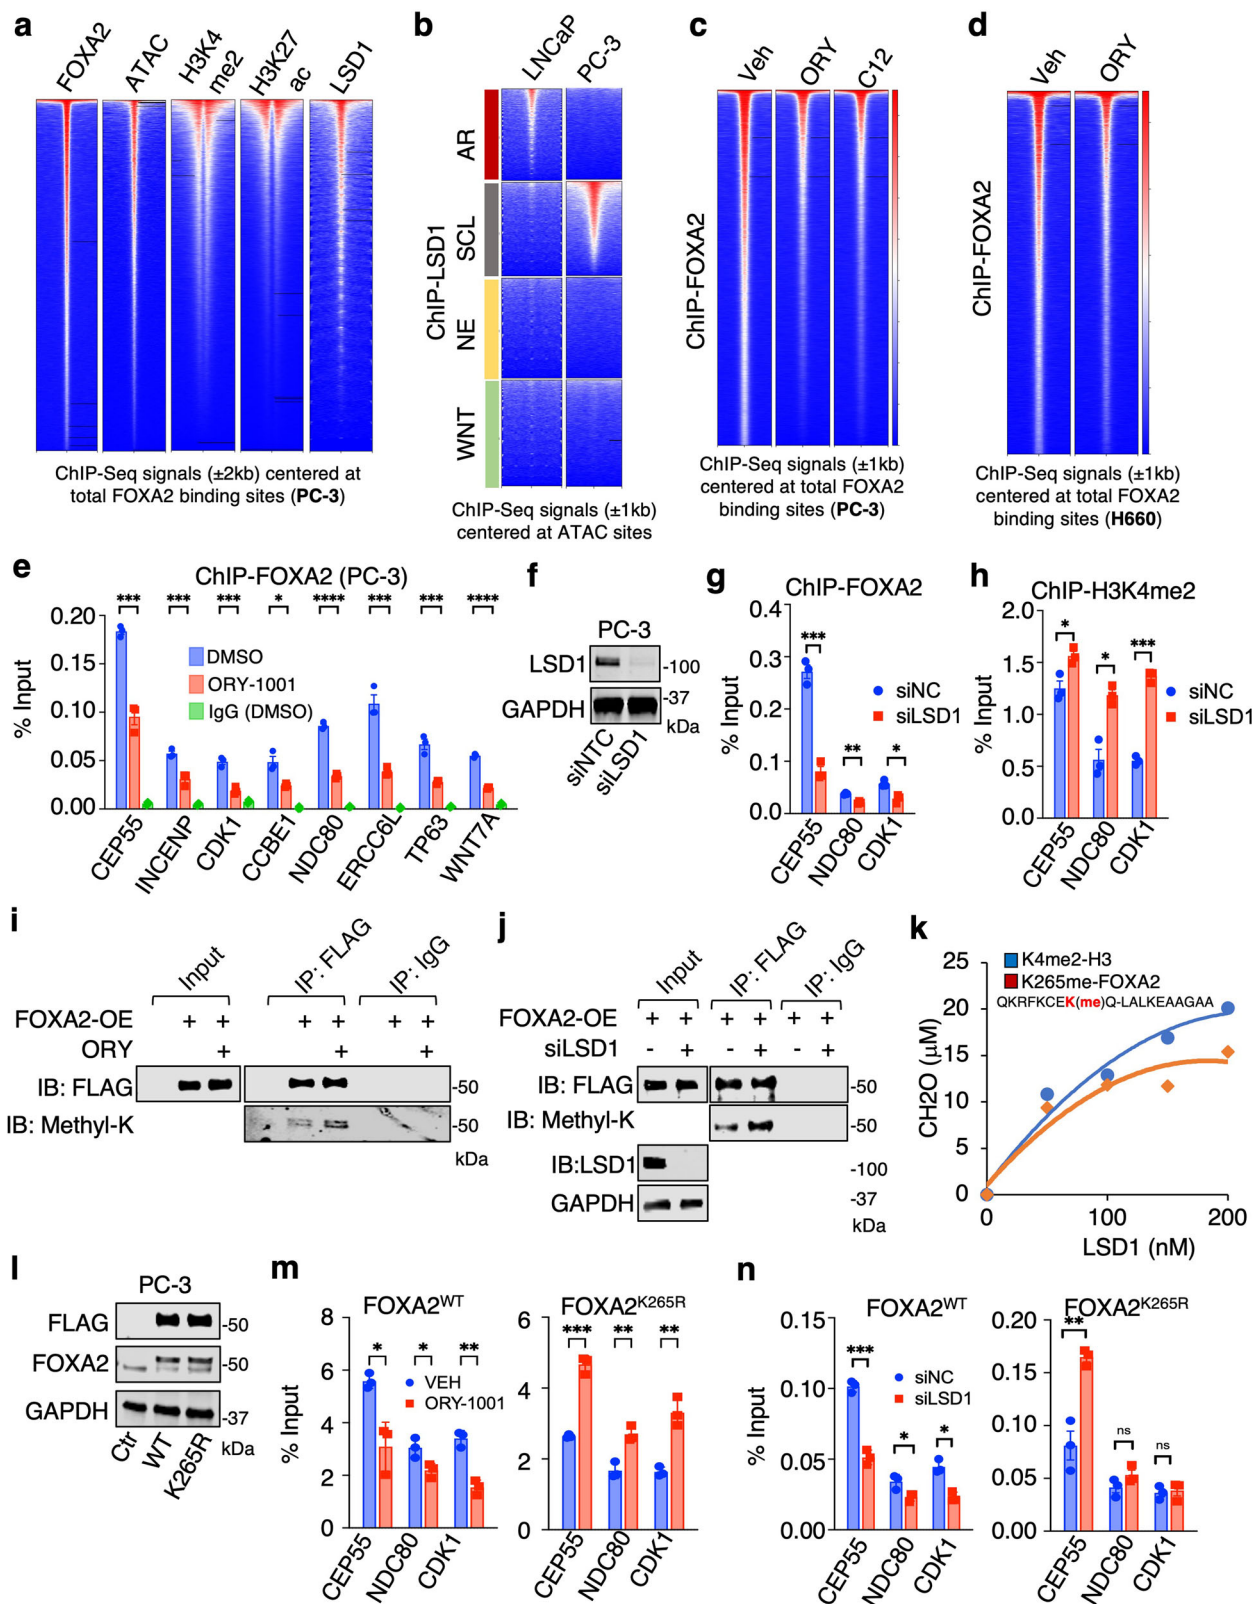 a
FOXA2
ATAC
H3K4
me2
H3K27
ac
LSD1
ChIP-Seq signals (±2kb) centered at
total FOXA2 binding sites (PC-3)
b
LNCaP
PC-3
ChIP-LSD1
AR
SCL
NE
WNT
ChIP-Seq signals (±1kb)
centered at ATAC sites
c
Veh
ORY
C12
ChIP-FOXA2
ChIP-Seq signals (±1kb)
centered at total FOXA2
binding sites (PC-3)
d
Veh
ORY
ChIP-FOXA2
ChIP-Seq signals (±1kb)
centered at total FOXA2
binding sites (H660)
e
ChIP-FOXA2 (PC-3)
*** *** *** * **** *** *** ****
% Input
0.20
0.15
0.10
0.05
0.00
DMSO
ORY-1001
IgG (DMSO)
CEP55
INCENP
CDK1
CCBE1
NDC80
ERCC6L
TP63
WNT7A
f
PC-3
LSD1
-100
GAPDH
-37
kDa
siNTC
siLSD1
g
ChIP-FOXA2
% Input
0.4
0.3
0.2
0.1
0.0
*** ** *
siNC
siLSD1
CEP55
NDC80
CDK1
h
ChIP-H3K4me2
% Input
2.0
1.5
1.0
0.5
0.0
* * ***
siNC
siLSD1
CEP55
NDC80
CDK1
i
Input
IP: FLAG
IP: IgG
FOXA2-OE + + + + + +
ORY + + +
IB: FLAG
-50
IB: Methyl-K
-50
kDa
j
Input
IP: FLAG
IP: IgG
FOXA2-OE + + + + + +
siLSD1 - + - + - +
IB: FLAG
-50
IB: Methyl-K
-50
IB:LSD1
-100
GAPDH
-37
kDa
k
CH2O (µM)
25
20
15
10
5
0
K4me2-H3
K265me-FOXA2
QKRFKCEK(me)Q-LALKEAAGAA
0 100 200
LSD1 (nM)
l
PC-3
FLAG
-50
FOXA2
-50
GAPDH
-37
kDa
Ctr
WT
K265R
m
FOXA2WT
% Input
8
6
4
2
0
* * **
VEH
ORY-1001
CEP55
NDC80
CDK1
FOXA2K265R
6
4
2
0
*** ** **
CEP55
NDC80
CDK1
n
FOXA2WT
% Input
0.15
0.10
0.05
0.00
*** * *
siNC
siLSD1
CEP55
NDC80
CDK1
FOXA2K265R
0.20
0.15
0.10
0.05
0.00
** ns ns
CEP55
NDC80
CDK1